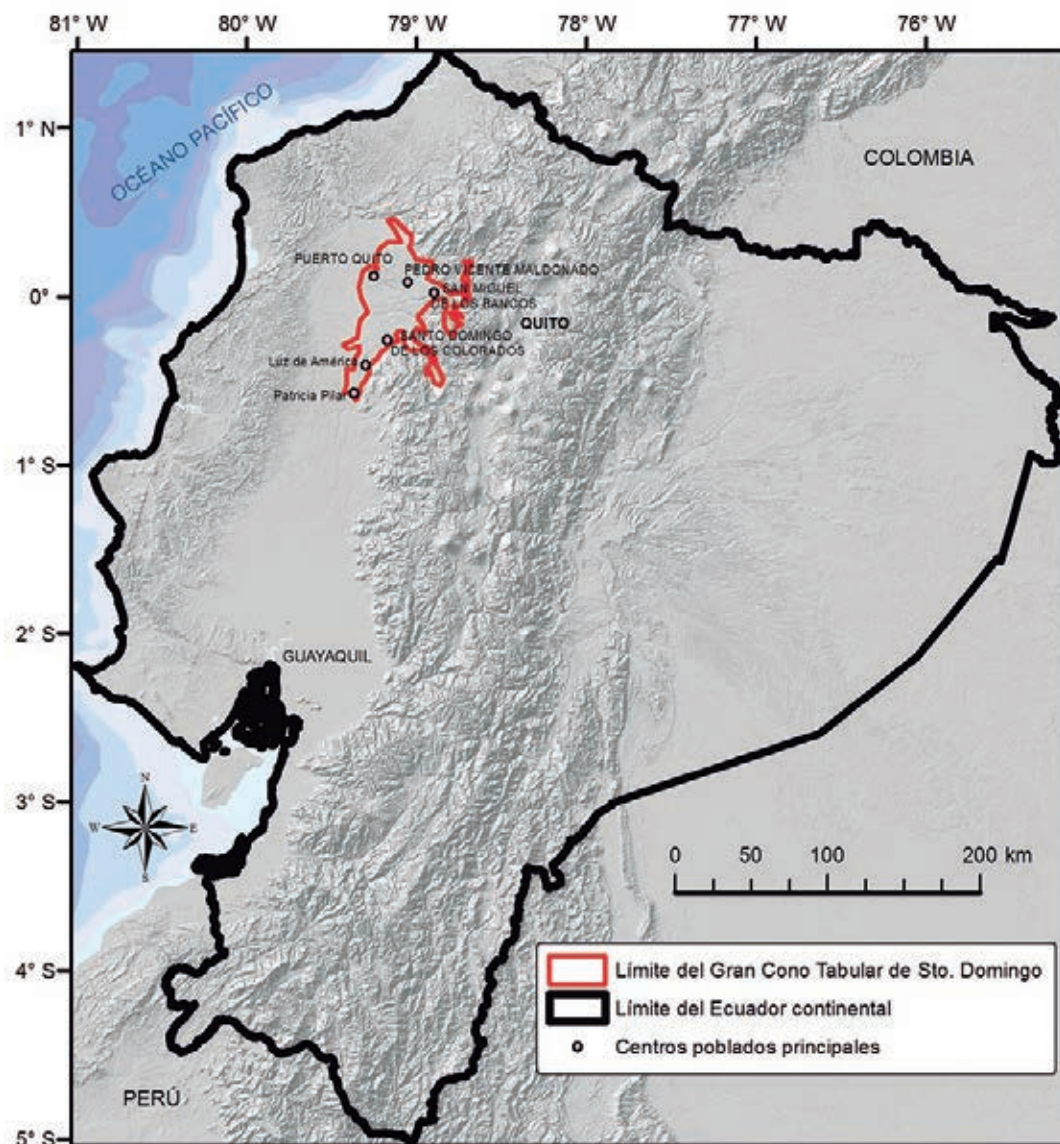 81° W
80° W
79° W
78° W
77° W
76° W
OCÉANO PACÍFICO
1° N
COLOMBIA
PUERTO QUITO
PEDRO VICENTE MALDONADO
0°
SAN MIGUEL
DE LOS BANCOS
QUITO
SANTO DOMINGO
DE LOS COLORADOS
Luz de América
Patricia Pilar
1° S
2° S
GUAYAQUIL
3° S
N
W
E
S
0 50 100 200 km
4° S
Límite del Gran Cono Tabular de Sto. Domingo
Límite del Ecuador continental
Centros poblados principales
PERÚ
5° S